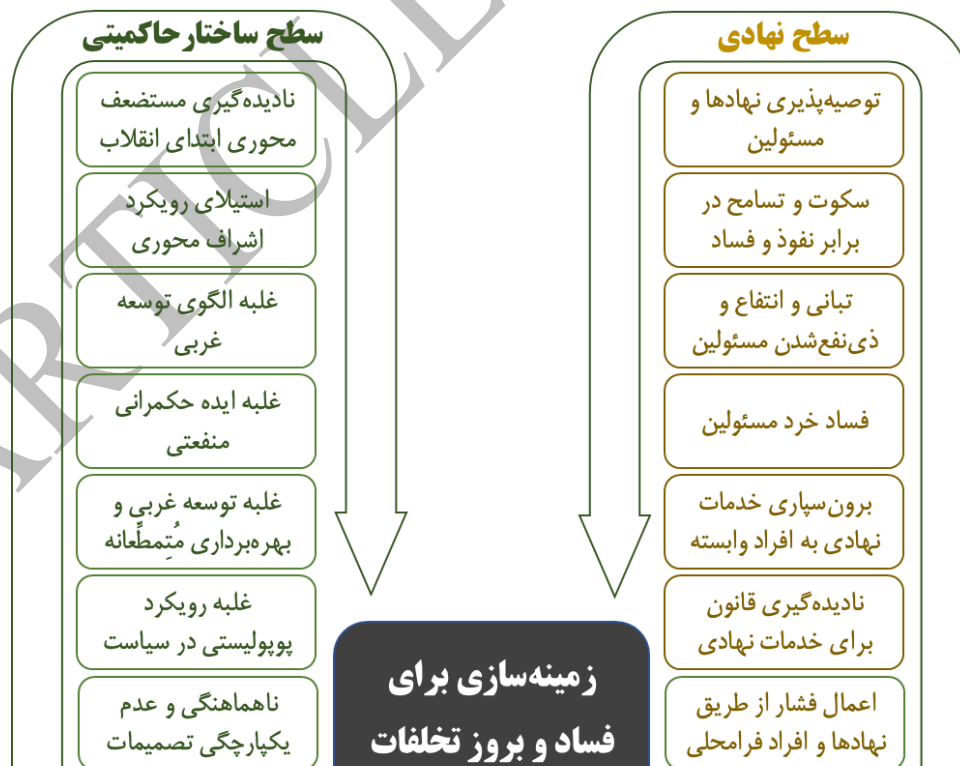 سطح نهادی
توصیه‌پذیری نهادها و
مسئولین
سکوت و تسامح در
برابر نفوذ و فساد
تبانی و انتفاع و
ذی‌نفع‌شدن مسئولین
فساد خرد مسئولین
برون‌سپاری خدمات
نهادی به افراد وابسته
نادیده‌گیری قانون
برای خدمات نهادی
اعمال فشار از طریق
نهادها و افراد فرامحلی
سطح ساختار حاکمیتی
نادیده‌گیری مستضعف
محوری ابتدای انقلاب
استیلای رویکرد
اشراف محوری
غلبه الگوی توسعه
غربی
غلبه ایده حکمرانی
منفعتی
غلبه توسعه غربی و
بهره‌برداری مُتِمطِّعانه
غلبه رویکرد
پوپولیستی در سیاست
ناهماهنگی و عدم
یکپارچگی تصمیمات
زمینه‌سازی برای
فساد و بروز تخلفات
ARTICLE